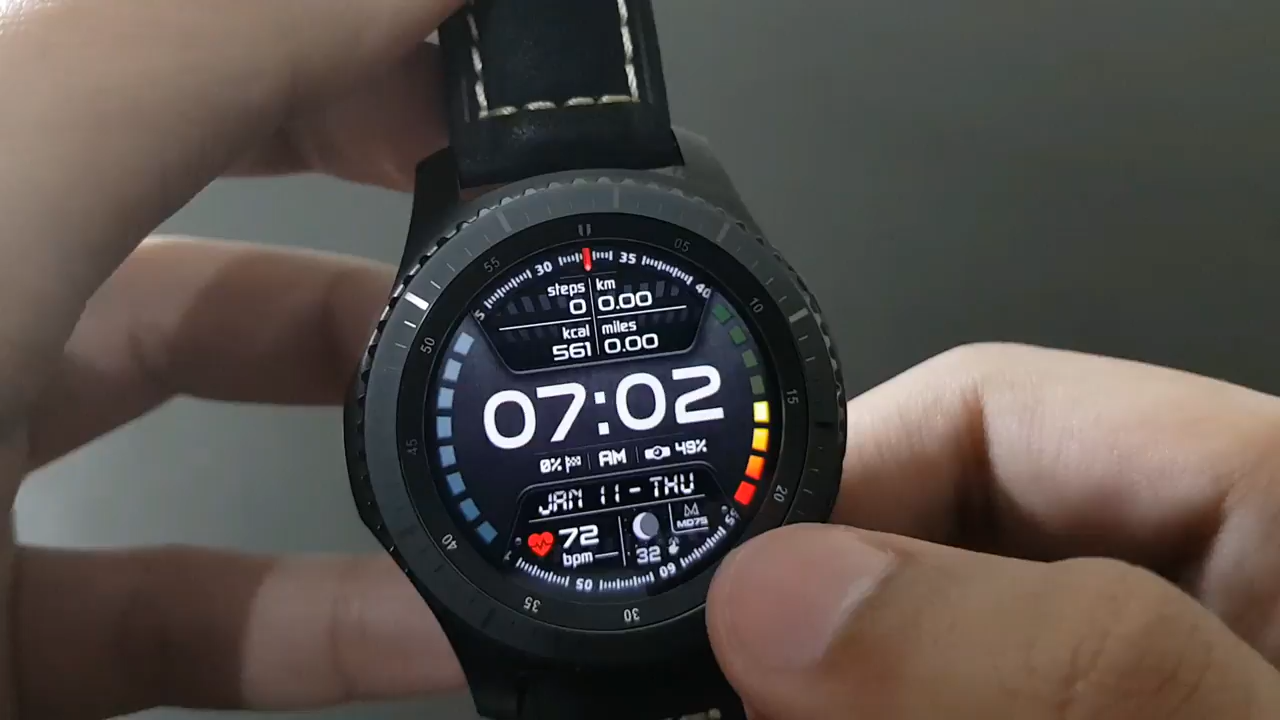 55 05
30 35 40
steps km
0 0.00
kcal miles
561 0.00
50 10
07:02
45 15
0% AM 49%
JAN 11 - THU
72
bpm
32
MD75
40 20
50 60
35 30